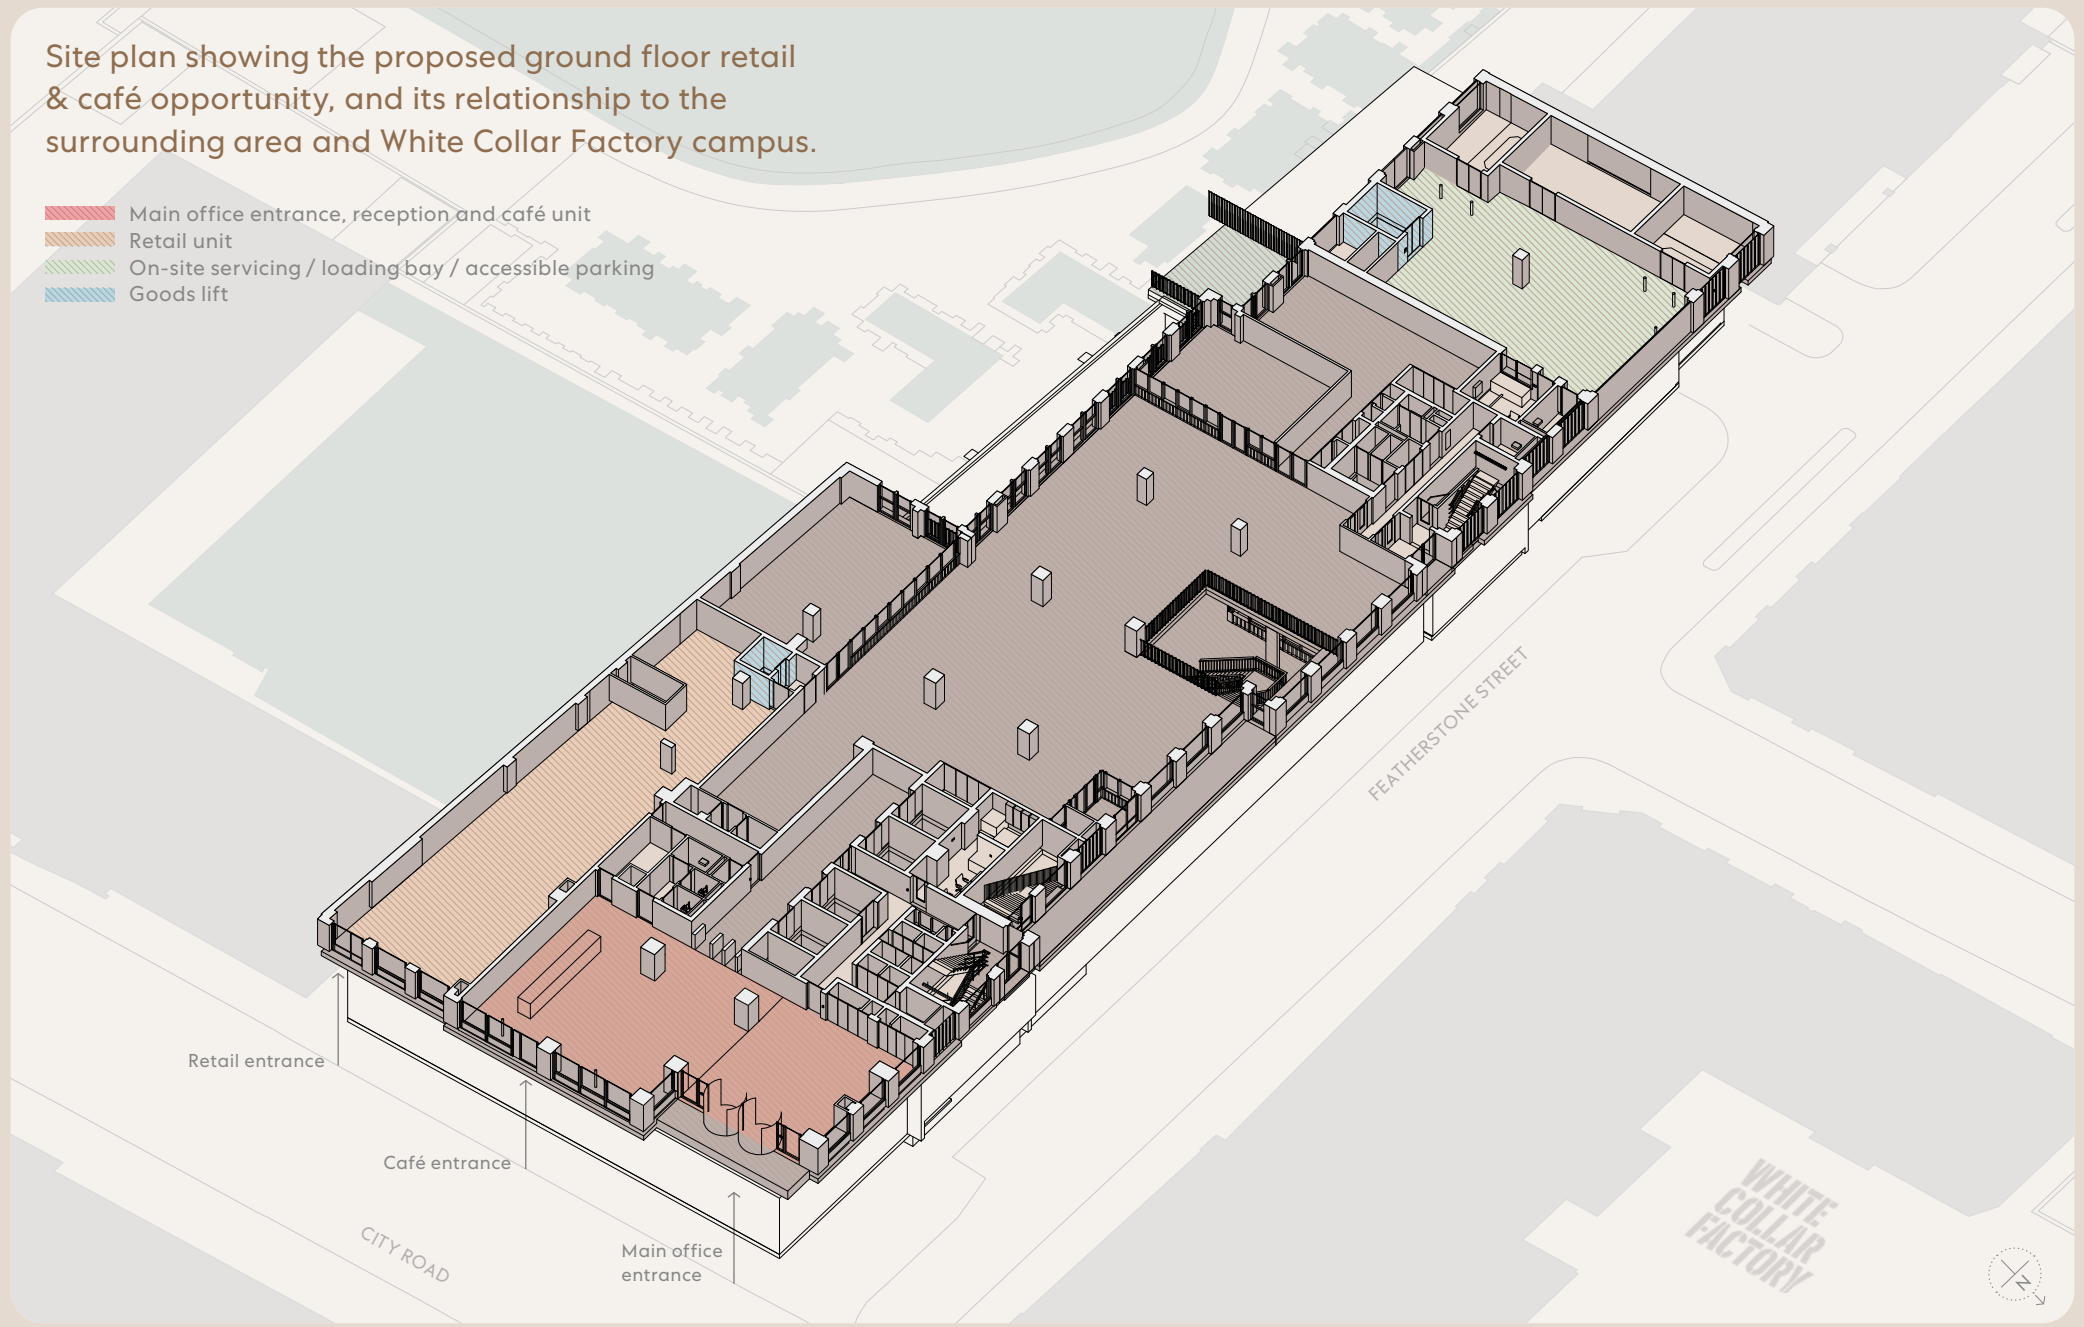 Site plan showing the proposed ground floor retail
& café opportunity, and its relationship to the
surrounding area and White Collar Factory campus.
Main office entrance, reception and café unit
Retail unit
On-site servicing / loading bay / accessible parking
Goods lift
FEATHERSTONE STREET
Retail entrance
Café entrance
Main office
entrance
CITY ROAD
WHITE
COLLAR
FACTORY
N